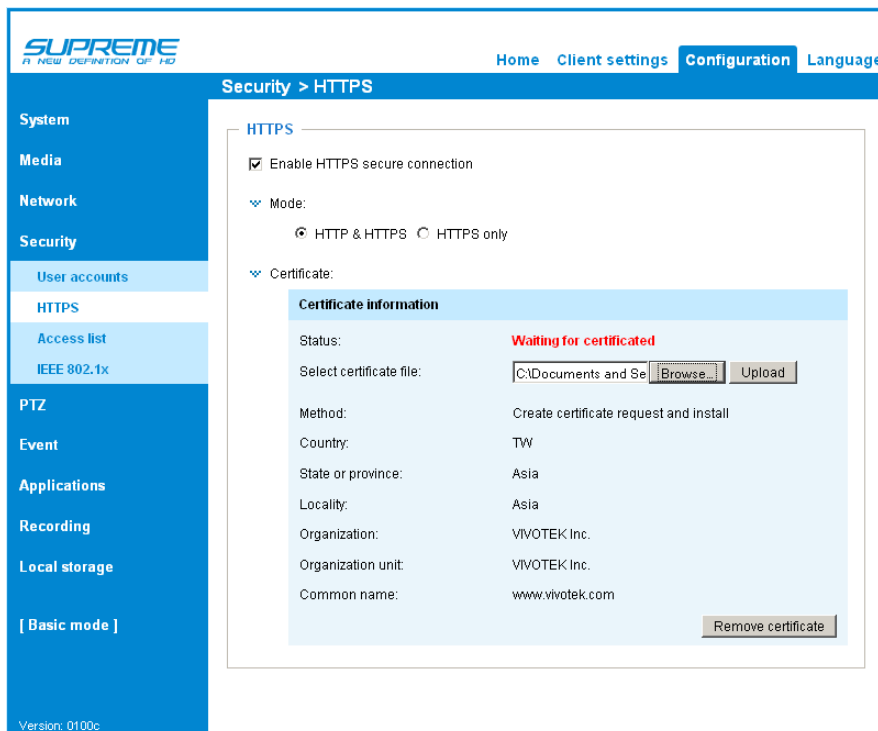 SUPREME
A NEW DEFINITION OF HD
Home Client settings Configuration Language
Security > HTTPS
System
Media
Network
Security
User accounts
HTTPS
Access list
IEEE 802.1x
PTZ
Event
Applications
Recording
Local storage
[ Basic mode ]
Version: 0100c
HTTPS
Enable HTTPS secure connection
Mode:
HTTP & HTTPS HTTPS only
Certificate:
Certificate information
Status: Waiting for certificated
Select certificate file: C:\Documents and Se Browse... Upload
Method: Create certificate request and install
Country: TW
State or province: Asia
Locality: Asia
Organization: VIVOTEK Inc.
Organization unit: VIVOTEK Inc.
Common name: www.vivotek.com
Remove certificate